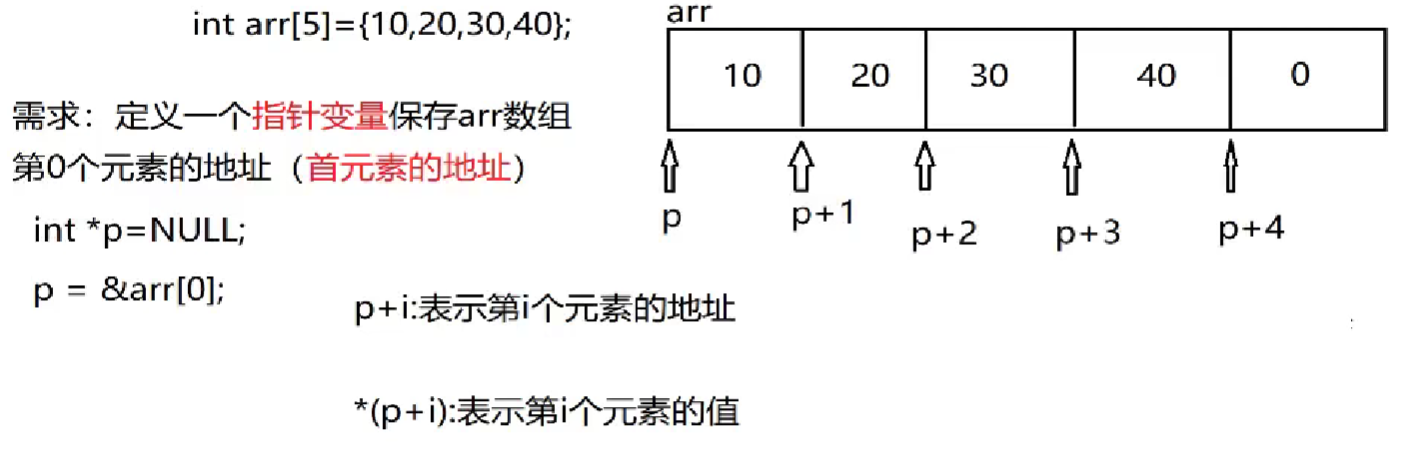 int arr[5]={10,20,30,40};
需求：定义一个指针变量保存arr数组
第0个元素的地址（首元素的地址）
int *p=NULL;
p = &arr[0];
arr
10 20 30 40 0
p p+1 p+2 p+3 p+4
p+i:表示第i个元素的地址
*(p+i):表示第i个元素的值